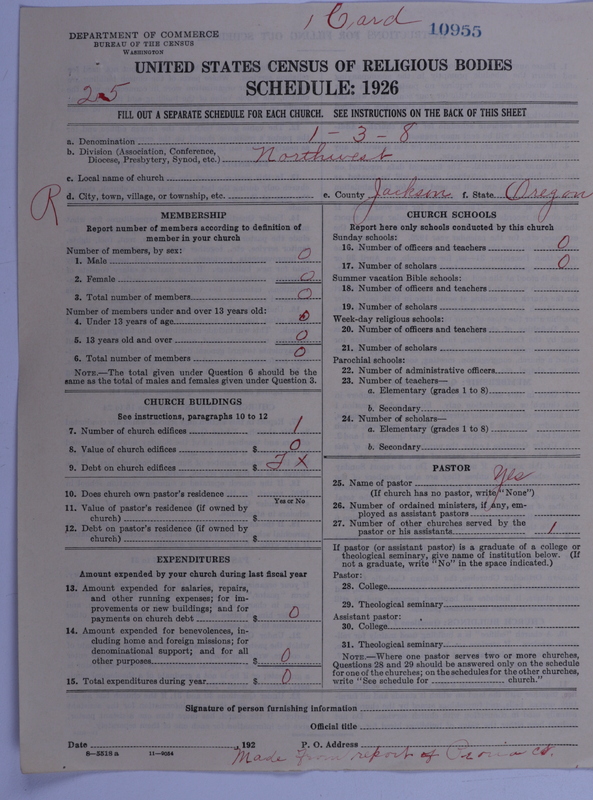 1 Card
10955
DEPARTMENT OF COMMERCE
BUREAU OF THE CENSUS
WASHINGTON
UNITED STATES CENSUS OF RELIGIOUS BODIES
SCHEDULE: 1926
25
FILL OUT A SEPARATE SCHEDULE FOR EACH CHURCH. SEE INSTRUCTIONS ON THE BACK OF THIS SHEET
a. Denomination 1-3-8
b. Division (Association, Conference,
Diocese, Presbytery, Synod, etc.) Northwest
c. Local name of church
R
d. City, town, village, or township, etc. e. County Jackson f. State Oregon
MEMBERSHIP
Report number of members according to definition of
member in your church
Number of members, by sex:
1. Male 0
2. Female 0
3. Total number of members 0
Number of members under and over 13 years old:
4. Under 13 years of age 0
5. 13 years old and over 0
6. Total number of members 0
NOTE.—The total given under Question 6 should be the
same as the total of males and females given under Question 3.
CHURCH BUILDINGS
See instructions, paragraphs 10 to 12
7. Number of church edifices 1
8. Value of church edifices $ 0
9. Debt on church edifices $ X
10. Does church own pastor's residence
Yes or No
11. Value of pastor's residence (if owned by
church) $
12. Debt on pastor's residence (if owned by
church) $
EXPENDITURES
Amount expended by your church during last fiscal year
13. Amount expended for salaries, repairs,
and other running expenses; for im-
provements or new buildings; and for
payments on church debt $ 0
14. Amount expended for benevolences, in-
cluding home and foreign missions; for
denominational support; and for all
other purposes $ 0
15. Total expenditures during year $ 0
CHURCH SCHOOLS
Report here only schools conducted by this church
Sunday schools:
16. Number of officers and teachers 0
17. Number of scholars 0
Summer vacation Bible schools:
18. Number of officers and teachers
19. Number of scholars
Week-day religious schools:
20. Number of officers and teachers
21. Number of scholars
Parochial schools:
22. Number of administrative officers
23. Number of teachers—
a. Elementary (grades 1 to 8)
b. Secondary
24. Number of scholars—
a. Elementary (grades 1 to 8)
b. Secondary
PASTOR
25. Name of pastor Yes
(If church has no pastor, write "None")
26. Number of ordained ministers, if any, em-
ployed as assistant pastors
27. Number of other churches served by the
pastor or his assistants 1
If pastor (or assistant pastor) is a graduate of a college or
theological seminary, give name of institution below. (If
not a graduate, write "No" in the space indicated.)
Pastor:
28. College
29. Theological seminary
Assistant pastor:
30. College
31. Theological seminary
NOTE.—Where one pastor serves two or more churches,
Questions 28 and 29 should be answered only on the schedule
for one of the churches; on the schedules for the other churches,
write "See schedule for church."
Signature of person furnishing information
Official title
Date , 192 P. O. Address
8—5518 a 11—9054
Made from report of co.